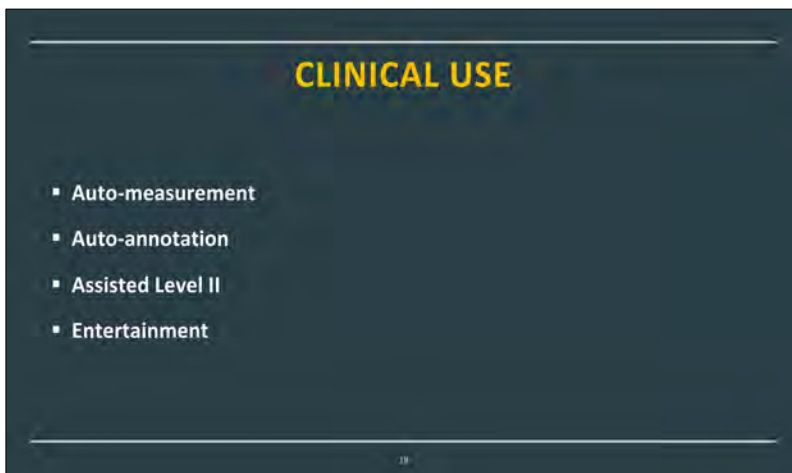 CLINICAL USE
▪ Auto-measurement
▪ Auto-annotation
▪ Assisted Level II
▪ Entertainment